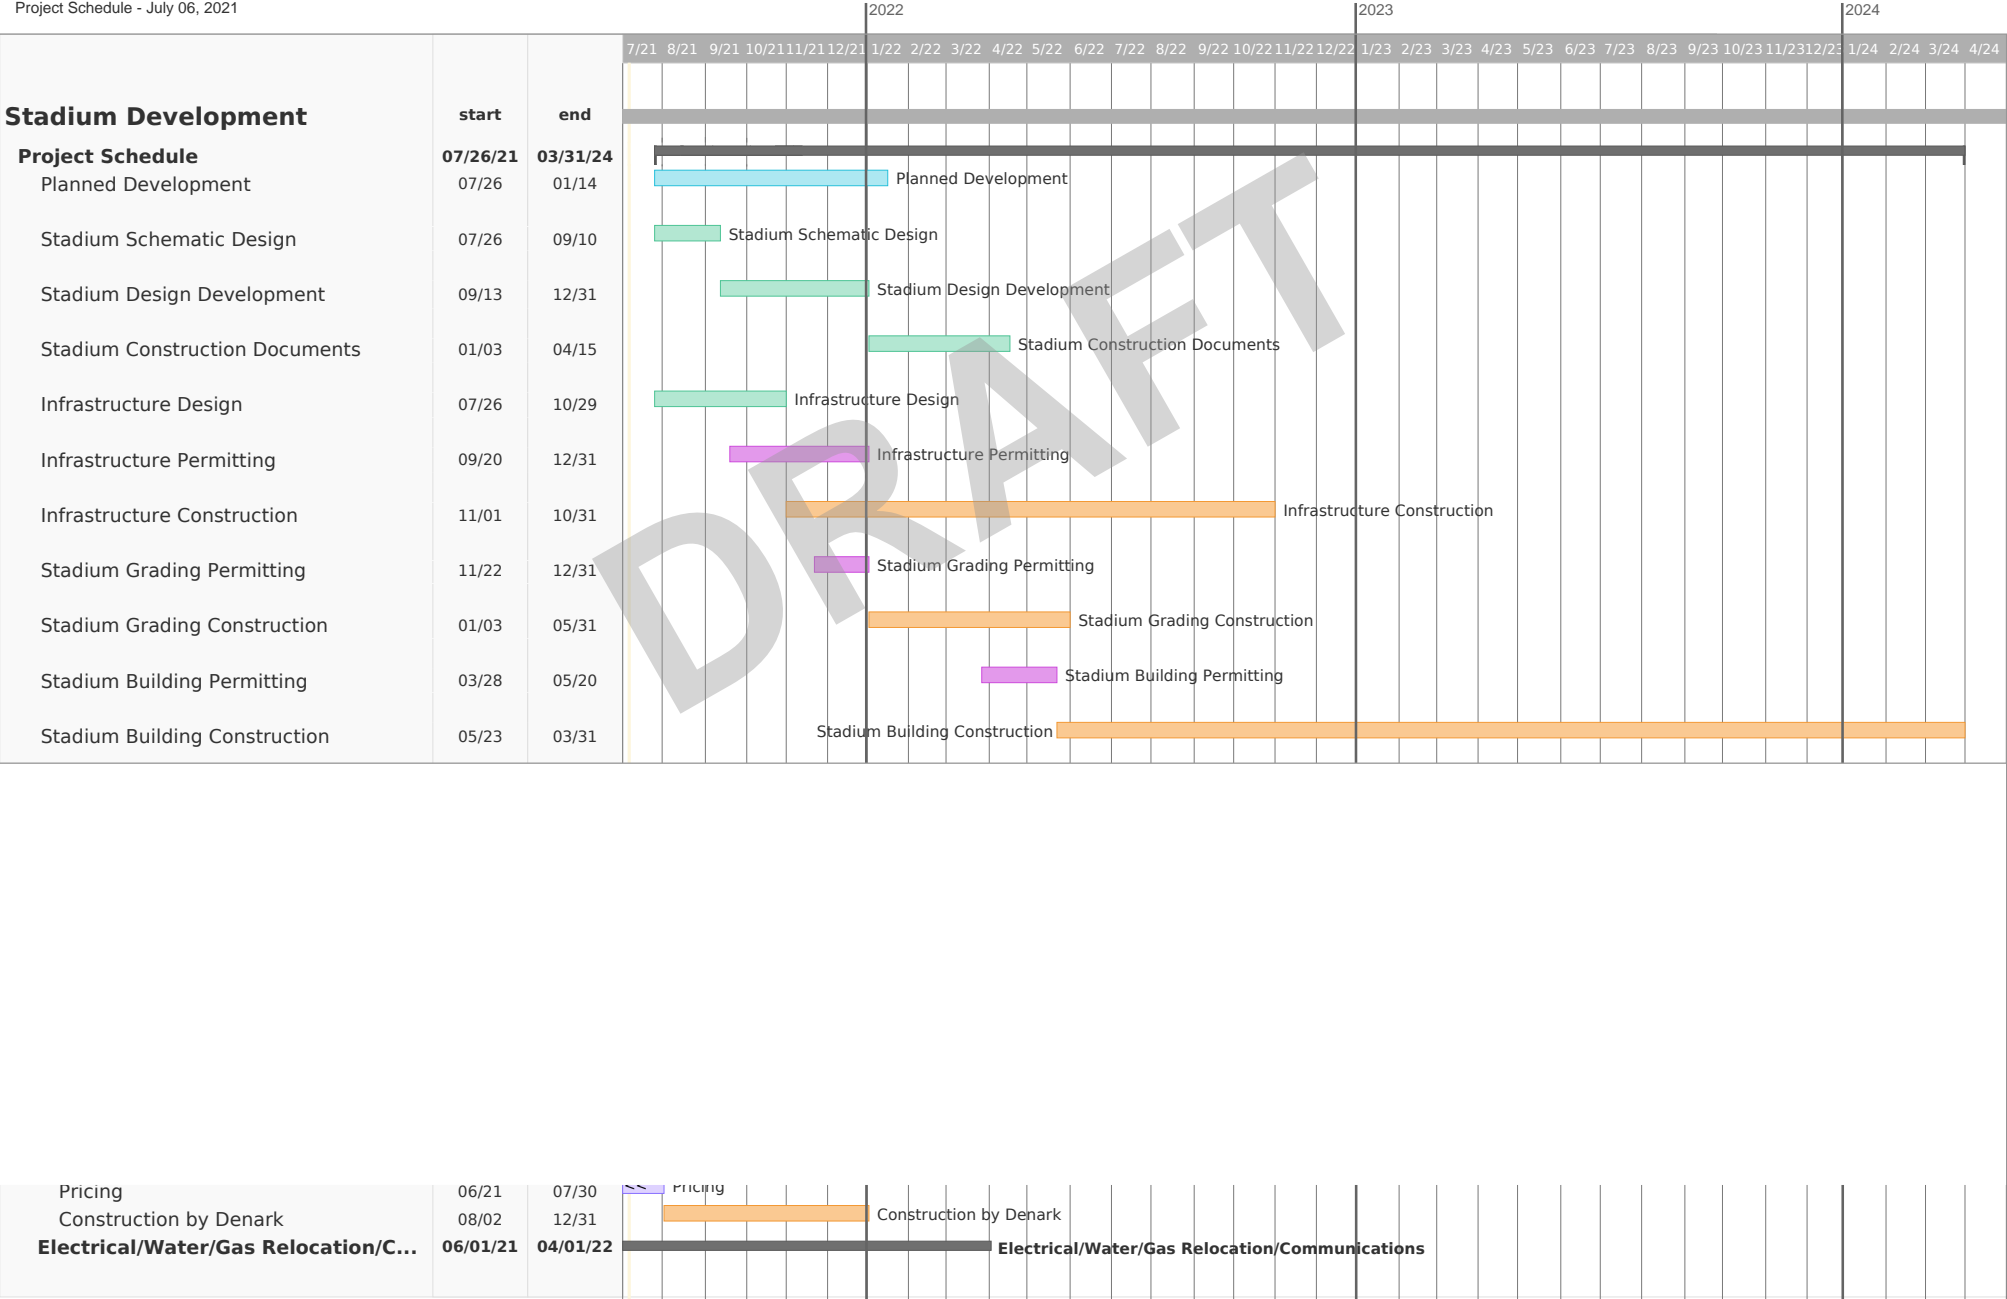 Project Schedule - July 06, 2021
2022 2023 2024
7/21 8/21 9/21 10/21 11/21 12/21 1/22 2/22 3/22 4/22 5/22 6/22 7/22 8/22 9/22 10/22 11/22 12/22 1/23 2/23 3/23 4/23 5/23 6/23 7/23 8/23 9/23 10/23 11/23 12/23 1/24 2/24 3/24 4/24
Stadium Development start end
Project Schedule 07/26/21 03/31/24
Planned Development 07/26 01/14 Planned Development
Stadium Schematic Design 07/26 09/10 Stadium Schematic Design
Stadium Design Development 09/13 12/31 Stadium Design Development
Stadium Construction Documents 01/03 04/15 Stadium Construction Documents
Infrastructure Design 07/26 10/29 Infrastructure Design
Infrastructure Permitting 09/20 12/31 Infrastructure Permitting
Infrastructure Construction 11/01 10/31 Infrastructure Construction
Stadium Grading Permitting 11/22 12/31 Stadium Grading Permitting
Stadium Grading Construction 01/03 05/31 Stadium Grading Construction
Stadium Building Permitting 03/28 05/20 Stadium Building Permitting
Stadium Building Construction 05/23 03/31 Stadium Building Construction
DRAFT
Pricing 06/21 07/30 << Pricing
Construction by Denark 08/02 12/31 Construction by Denark
Electrical/Water/Gas Relocation/C... 06/01/21 04/01/22 Electrical/Water/Gas Relocation/Communications